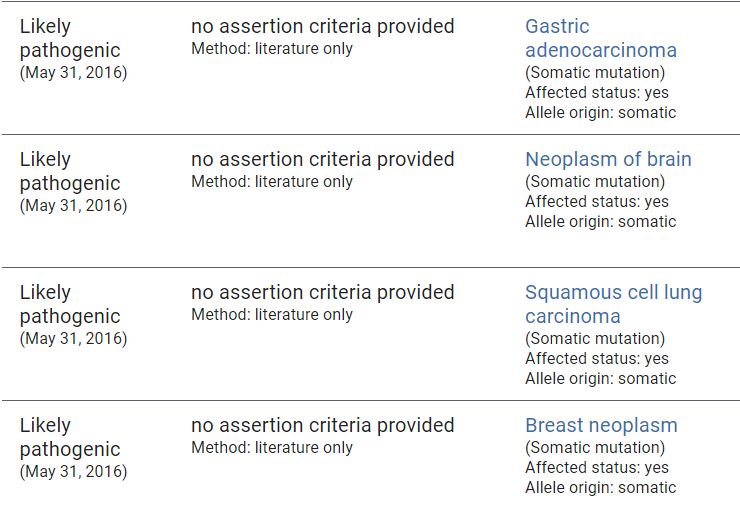 Likely
pathogenic
(May 31, 2016)
no assertion criteria provided
Method: literature only
Gastric
adenocarcinoma
(Somatic mutation)
Affected status: yes
Allele origin: somatic
Likely
pathogenic
(May 31, 2016)
no assertion criteria provided
Method: literature only
Neoplasm of brain
(Somatic mutation)
Affected status: yes
Allele origin: somatic
Likely
pathogenic
(May 31, 2016)
no assertion criteria provided
Method: literature only
Squamous cell lung
carcinoma
(Somatic mutation)
Affected status: yes
Allele origin: somatic
Likely
pathogenic
(May 31, 2016)
no assertion criteria provided
Method: literature only
Breast neoplasm
(Somatic mutation)
Affected status: yes
Allele origin: somatic